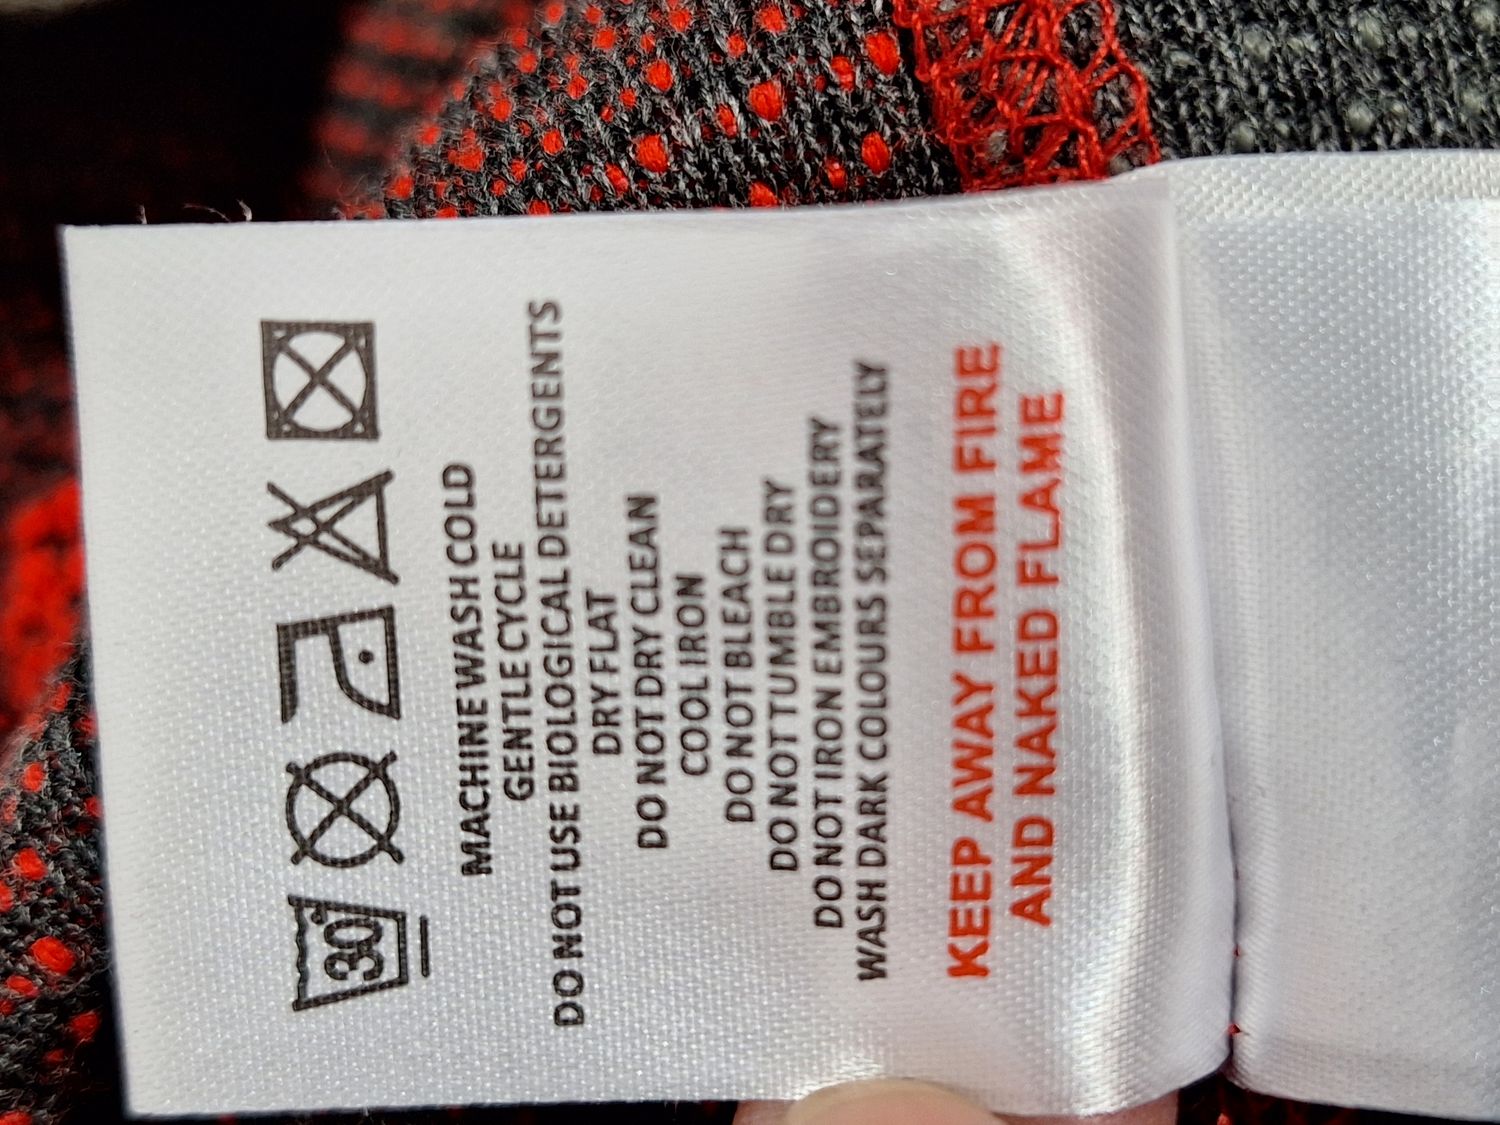 30°
MACHINE WASH COLD
GENTLE CYCLE
DO NOT USE BIOLOGICAL DETERGENTS
DRY FLAT
DO NOT DRY CLEAN
COOL IRON
DO NOT BLEACH
DO NOT TUMBLE DRY
DO NOT IRON EMBROIDERY
WASH DARK COLOURS SEPARATELY
KEEP AWAY FROM FIRE
AND NAKED FLAME